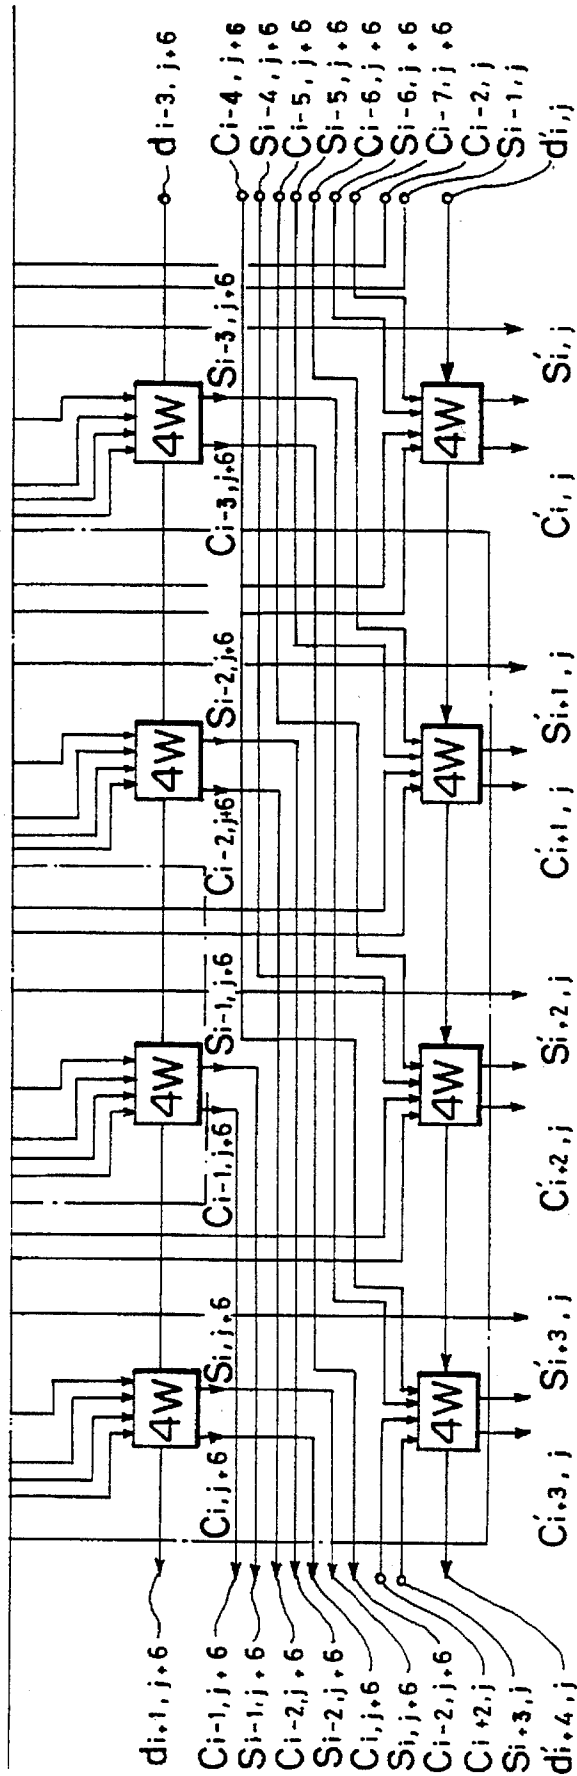 di+1, j+6
Ci-1, j+6
Si-1, j+6
Ci-2, j+6
Si-2, j+6
Ci, j+6
Si, j+6
Ci-2, j+6
Ci+2, j
Si+3, j
d'i+4, j
4W
4W
4W
4W
Ci, j+6
Si, j+6
Ci-1, j+6
Si-1, j+6
Ci-2, j+6
Si-2, j+6
Ci-3, j+6
Si-3, j+6
4W
4W
4W
4W
C'i+3, j
S'i+3, j
C'i+2, j
S'i+2, j
C'i+1, j
S'i+1, j
C'i, j
S'i, j
di-3, j+6
Ci-4, j+6
Si-4, j+6
Ci-5, j+6
Si-5, j+6
Ci-6, j+6
Si-6, j+6
Ci-7, j+6
Ci-2, j
Si-1, j
d'i, j